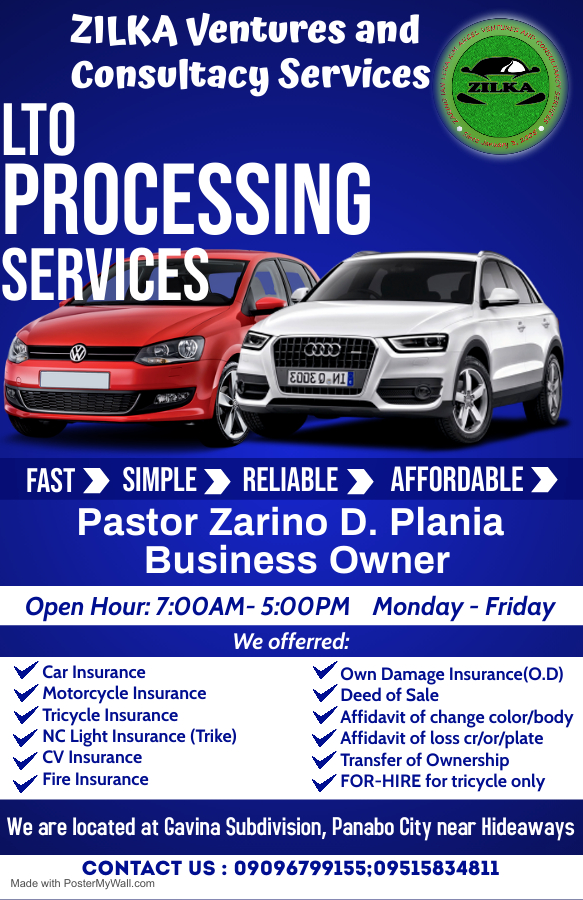 ZILKA Ventures and
Consultacy Services
ZILKA
LTO
PROCESSING
SERVICES
FAST SIMPLE RELIABLE AFFORDABLE
Pastor Zarino D. Plania
Business Owner
Open Hour: 7:00AM- 5:00PM Monday - Friday
We offerred:
Car Insurance
Motorcycle Insurance
Tricycle Insurance
NC Light Insurance (Trike)
CV Insurance
Fire Insurance
Own Damage Insurance(O.D)
Deed of Sale
Affidavit of change color/body
Affidavit of loss cr/or/plate
Transfer of Ownership
FOR-HIRE for tricycle only
We are located at Gavina Subdivision, Panabo City near Hideaways
CONTACT US : 09096799155;09515834811
Made with PosterMyWall.com